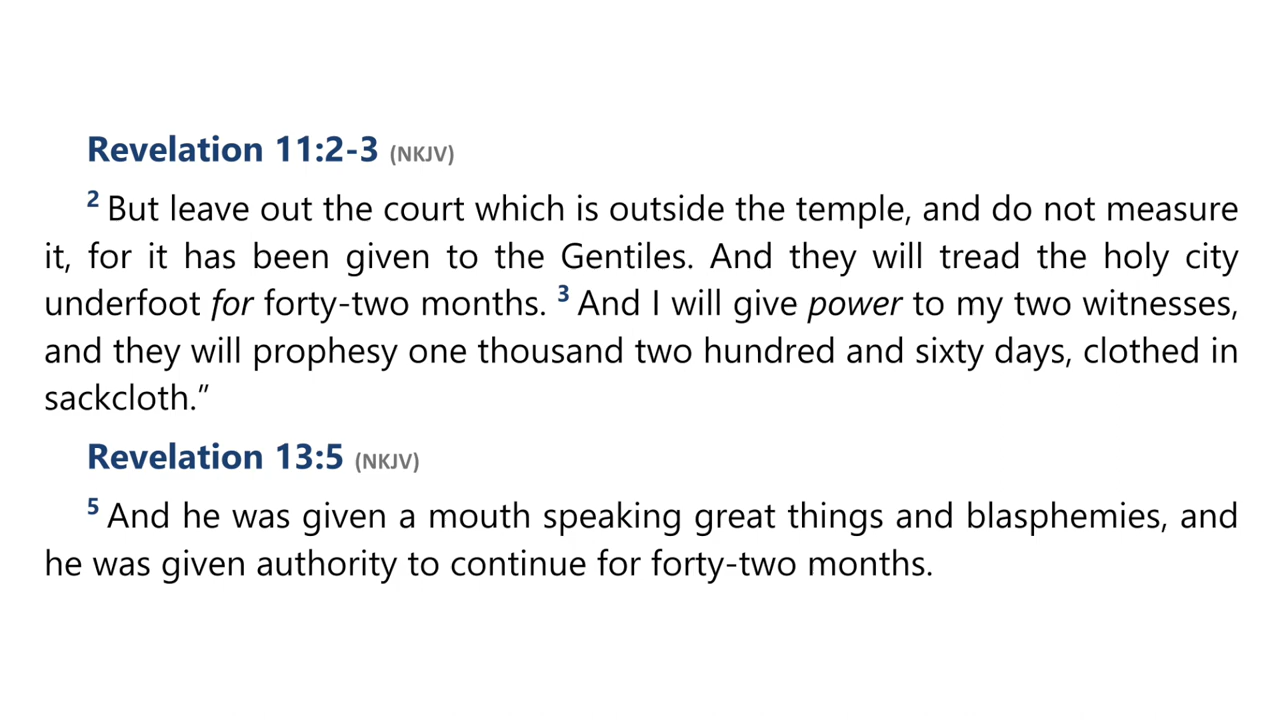 Revelation 11:2-3 (NKJV)
2 But leave out the court which is outside the temple, and do not measure
it, for it has been given to the Gentiles. And they will tread the holy city
underfoot for forty-two months. 3 And I will give power to my two witnesses,
and they will prophesy one thousand two hundred and sixty days, clothed in
sackcloth.”
Revelation 13:5 (NKJV)
5 And he was given a mouth speaking great things and blasphemies, and
he was given authority to continue for forty-two months.